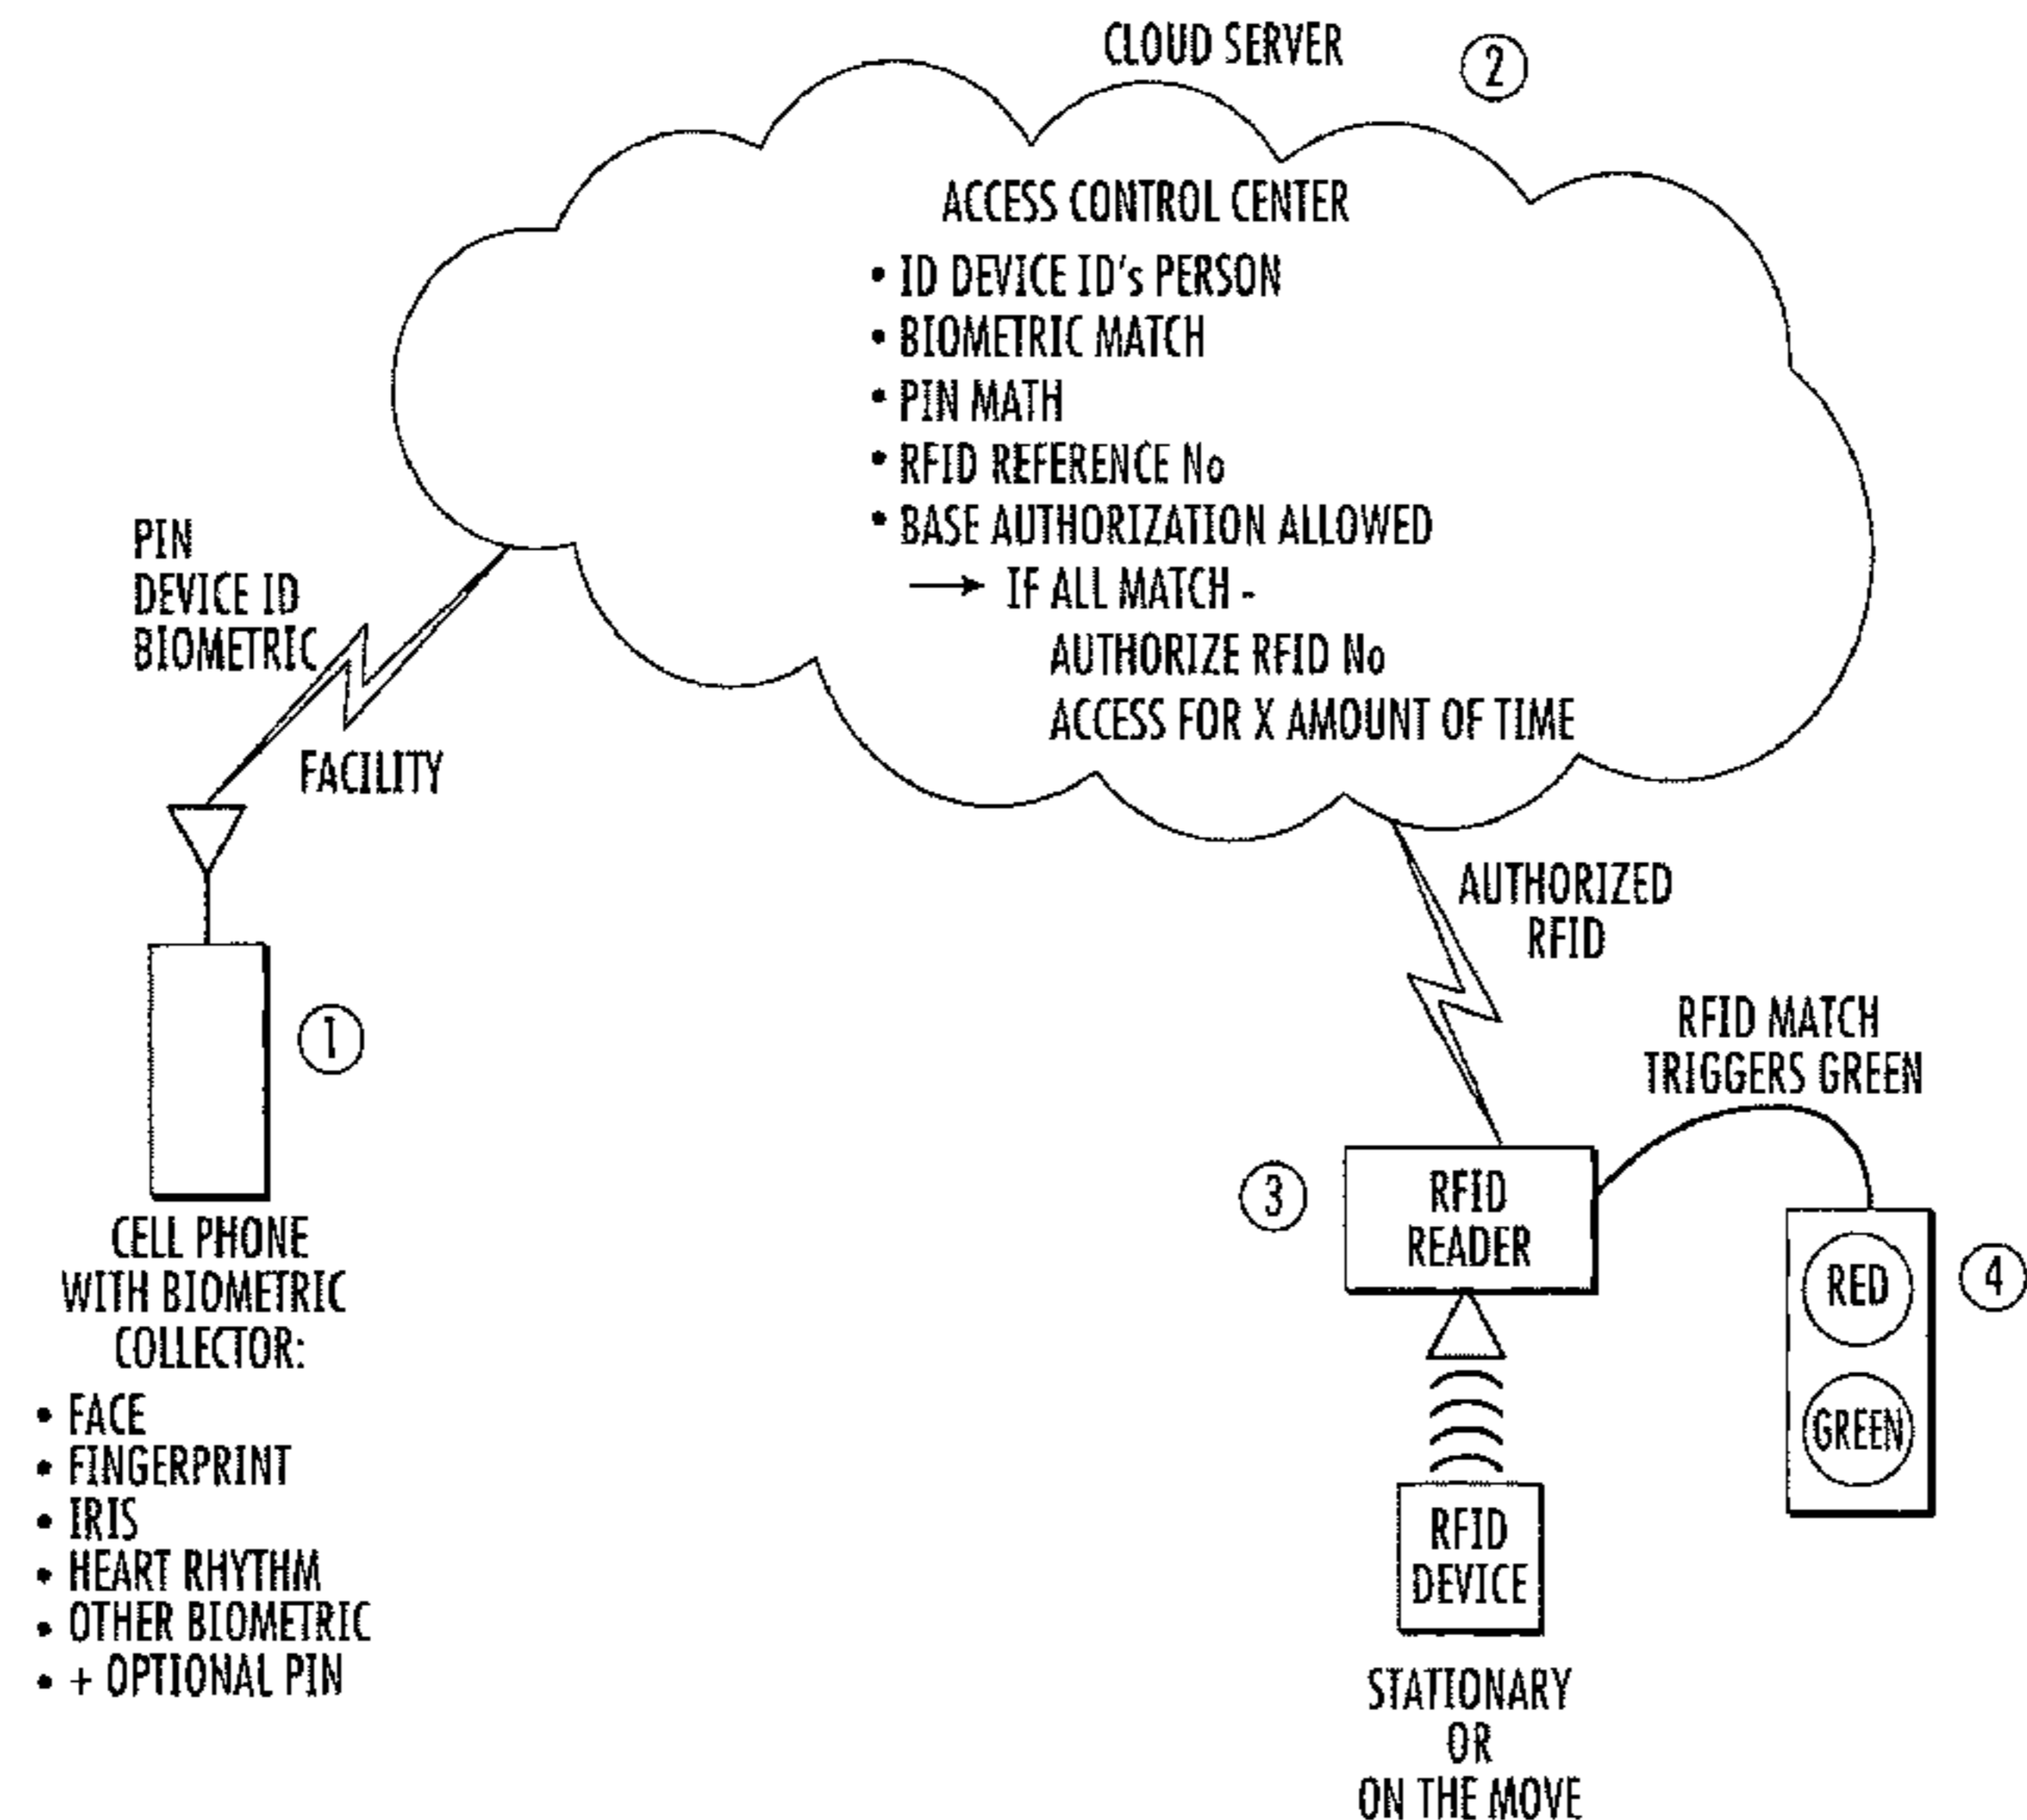 CLOUD SERVER
2
ACCESS CONTROL CENTER
• ID DEVICE ID's PERSON
• BIOMETRIC MATCH
• PIN MATH
• RFID REFERENCE No
• BASE AUTHORIZATION ALLOWED
→ IF ALL MATCH -
AUTHORIZE RFID No
ACCESS FOR X AMOUNT OF TIME
PIN
DEVICE ID
BIOMETRIC
FACILITY
1
CELL PHONE
WITH BIOMETRIC
COLLECTOR:
• FACE
• FINGERPRINT
• IRIS
• HEART RHYTHM
• OTHER BIOMETRIC
• + OPTIONAL PIN
AUTHORIZED
RFID
RFID MATCH
TRIGGERS GREEN
3
RFID
READER
RED
4
GREEN
RFID
DEVICE
STATIONARY
OR
ON THE MOVE